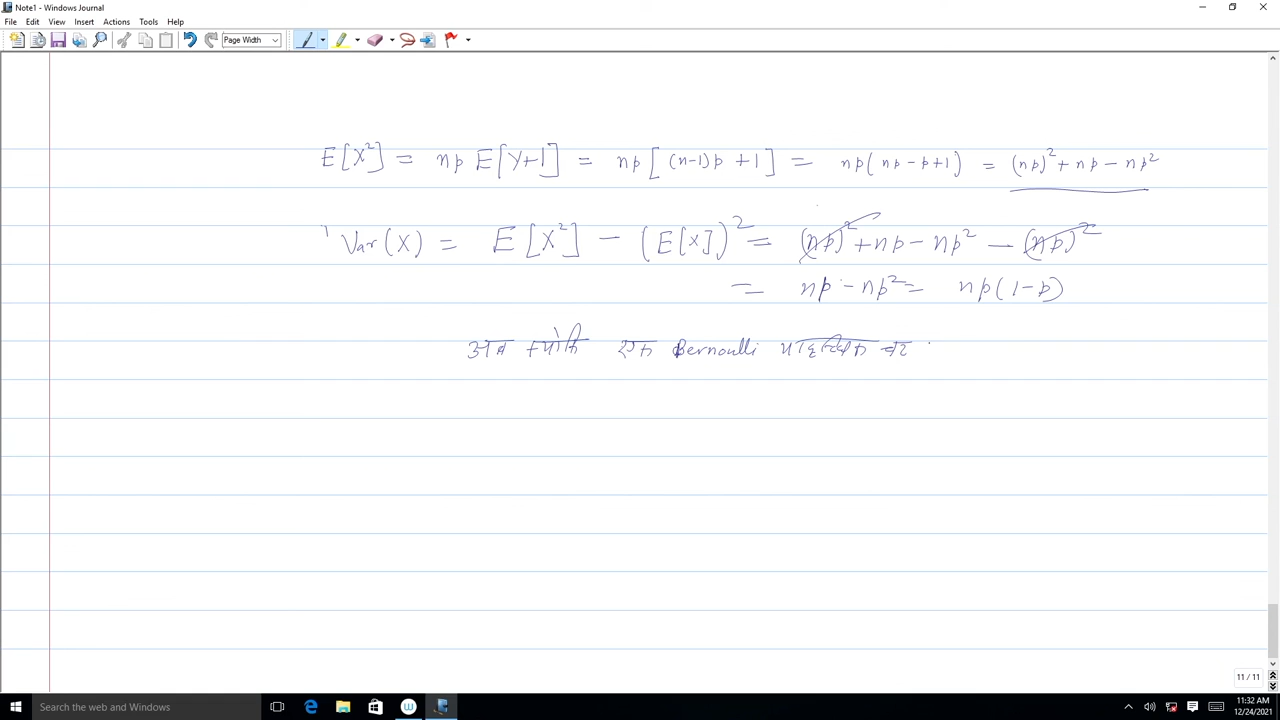 Note1 - Windows Journal
File Edit View Insert Actions Tools Help
Page Width
E[X²] = np E[Y+1] = np[(n-1)p +1] = np(np-p+1) = (np)² + np - np²
Var(X) = E[X²] - (E[X])² = (np)² + np - np² - (np)²
= np - np² = np(1-p)
अब क्योंकि एक Bernoulli यादृच्छिक चर
11 / 11
Search the web and Windows
11:32 AM
12/24/2021